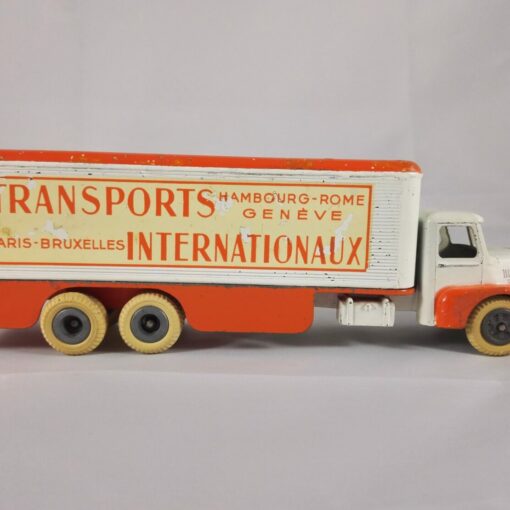 TRANSPORTS HAMBOURG-ROME
GENÈVE
ARIS-BRUXELLES INTERNATIONAUX